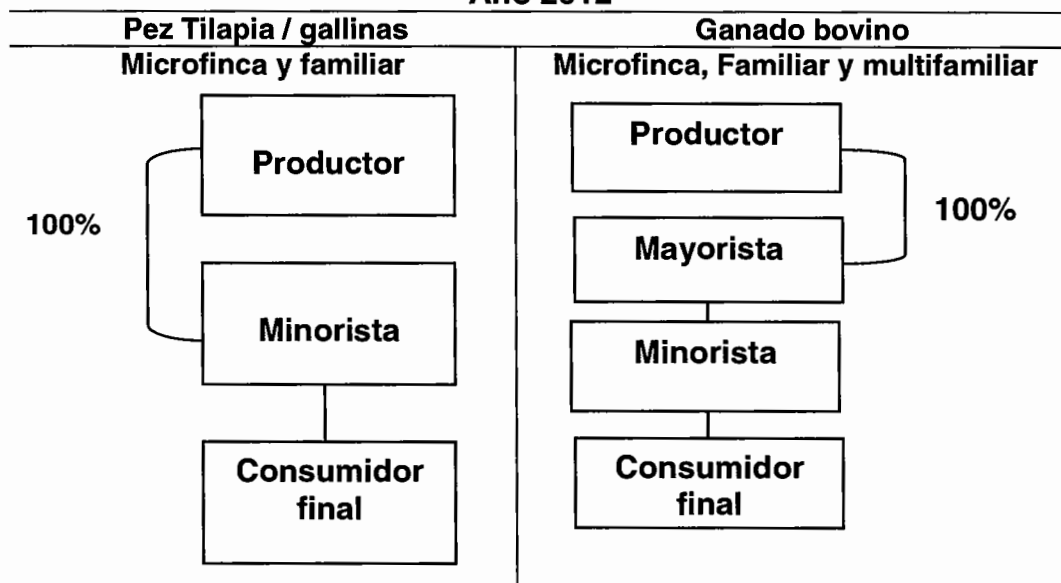 Pez Tilapia / gallinas
Ganado bovino
Microfinca y familiar
Microfinca, Familiar y multifamiliar
Productor
100%
Minorista
Consumidor
final
Productor
100%
Mayorista
Minorista
Consumidor
final